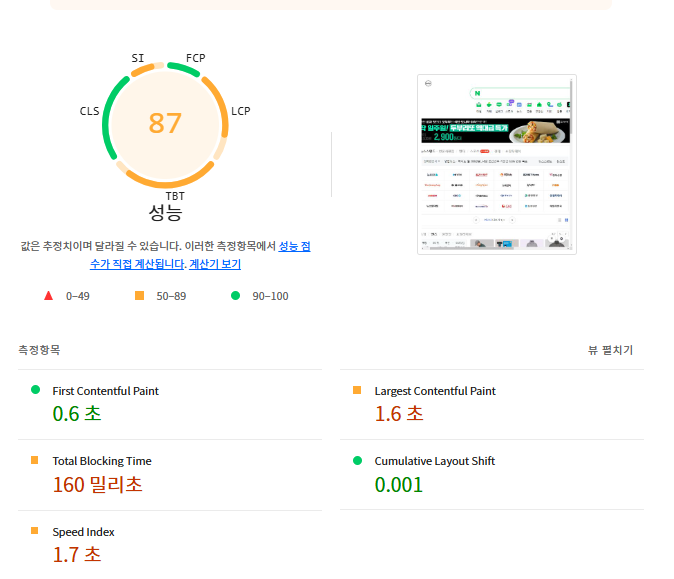 SI
FCP
CLS
LCP
87
TBT
성능
값은 추정치이며 달라질 수 있습니다. 이러한 측정항목에서 성능 점
수가 직접 계산됩니다. 계산기 보기
0–49
50–89
90–100
2,900
측정항목
뷰 펼치기
First Contentful Paint
0.6 초
Largest Contentful Paint
1.6 초
Total Blocking Time
160 밀리초
Cumulative Layout Shift
0.001
Speed Index
1.7 초